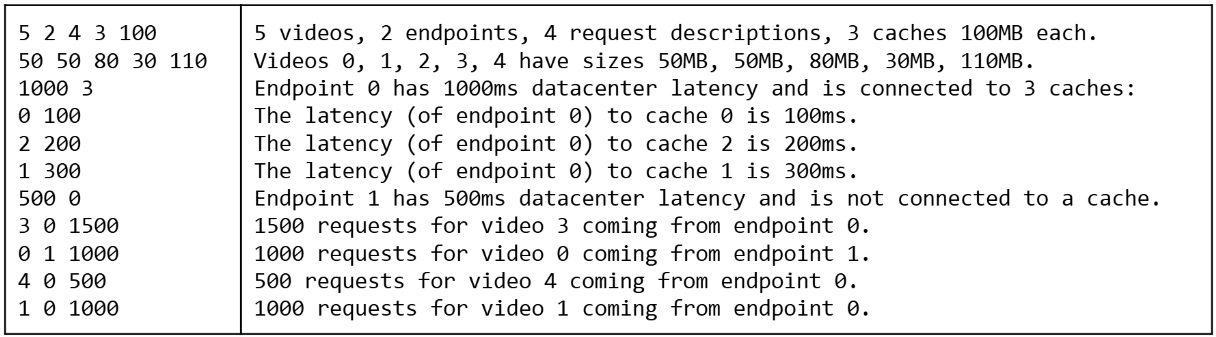 5 2 4 3 100 5 videos, 2 endpoints, 4 request descriptions, 3 caches 100MB each.
50 50 80 30 110 Videos 0, 1, 2, 3, 4 have sizes 50MB, 50MB, 80MB, 30MB, 110MB.
1000 3 Endpoint 0 has 1000ms datacenter latency and is connected to 3 caches:
0 100 The latency (of endpoint 0) to cache 0 is 100ms.
2 200 The latency (of endpoint 0) to cache 2 is 200ms.
1 300 The latency (of endpoint 0) to cache 1 is 300ms.
500 0 Endpoint 1 has 500ms datacenter latency and is not connected to a cache.
3 0 1500 1500 requests for video 3 coming from endpoint 0.
0 1 1000 1000 requests for video 0 coming from endpoint 1.
4 0 500 500 requests for video 4 coming from endpoint 0.
1 0 1000 1000 requests for video 1 coming from endpoint 0.